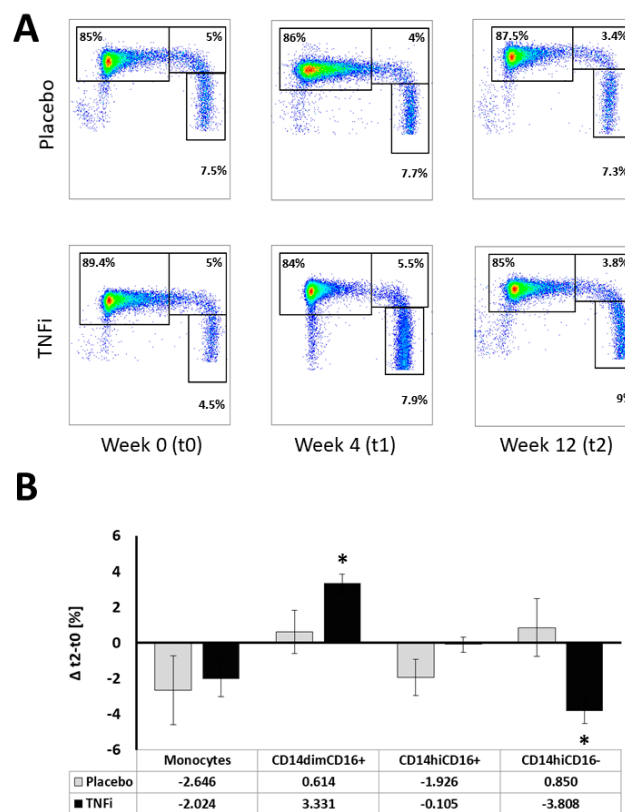 A
Placebo
85% 5%
7.5%
86% 4%
7.7%
87.5% 3.4%
7.3%
TNFi
89.4% 5%
4.5%
84% 5.5%
7.9%
85% 3.8%
9%
Week 0 (t0) Week 4 (t1) Week 12 (t2)
B
Δ t2-t0 [%]
6
4
2
0
-2
-4
-6
*
*
Monocytes CD14dimCD16+ CD14hiCD16+ CD14hiCD16-
Placebo -2.646 0.614 -1.926 0.850
TNFi -2.024 3.331 -0.105 -3.808